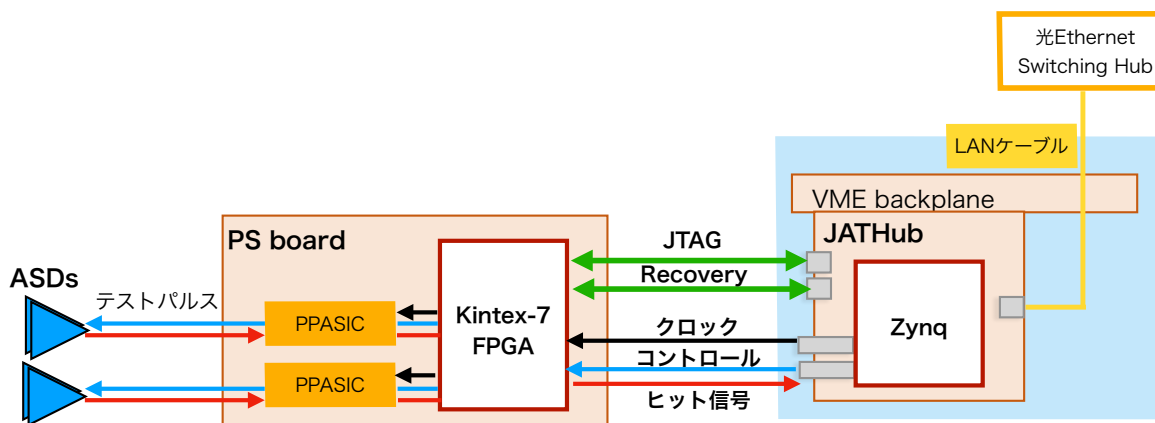 光Ethernet
Switching Hub
LANケーブル
VME backplane
PS board
JTAG
JATHub
ASDs
Recovery
テストパルス
PPASIC
Kintex-7
FPGA
クロック
Zynq
コントロール
PPASIC
ヒット信号